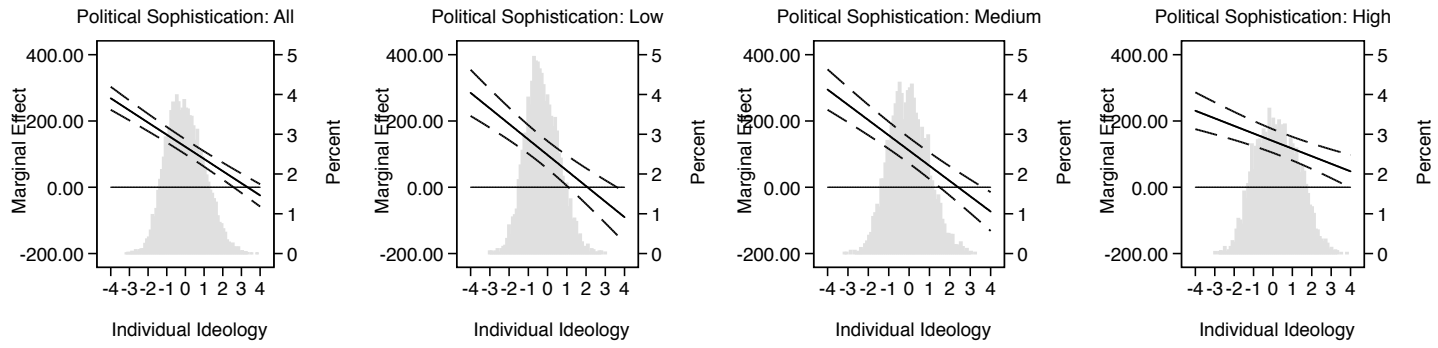 Political Sophistication: All
400.00
200.00
0.00
-200.00
Marginal Effect
5
4
3
2
1
0
Percent
-4 -3 -2 -1 0 1 2 3 4
Individual Ideology
Political Sophistication: Low
400.00
200.00
0.00
-200.00
Marginal Effect
5
4
3
2
1
0
Percent
-4 -3 -2 -1 0 1 2 3 4
Individual Ideology
Political Sophistication: Medium
400.00
200.00
0.00
-200.00
Marginal Effect
5
4
3
2
1
0
Percent
-4 -3 -2 -1 0 1 2 3 4
Individual Ideology
Political Sophistication: High
400.00
200.00
0.00
-200.00
Marginal Effect
5
4
3
2
1
0
Percent
-4 -3 -2 -1 0 1 2 3 4
Individual Ideology